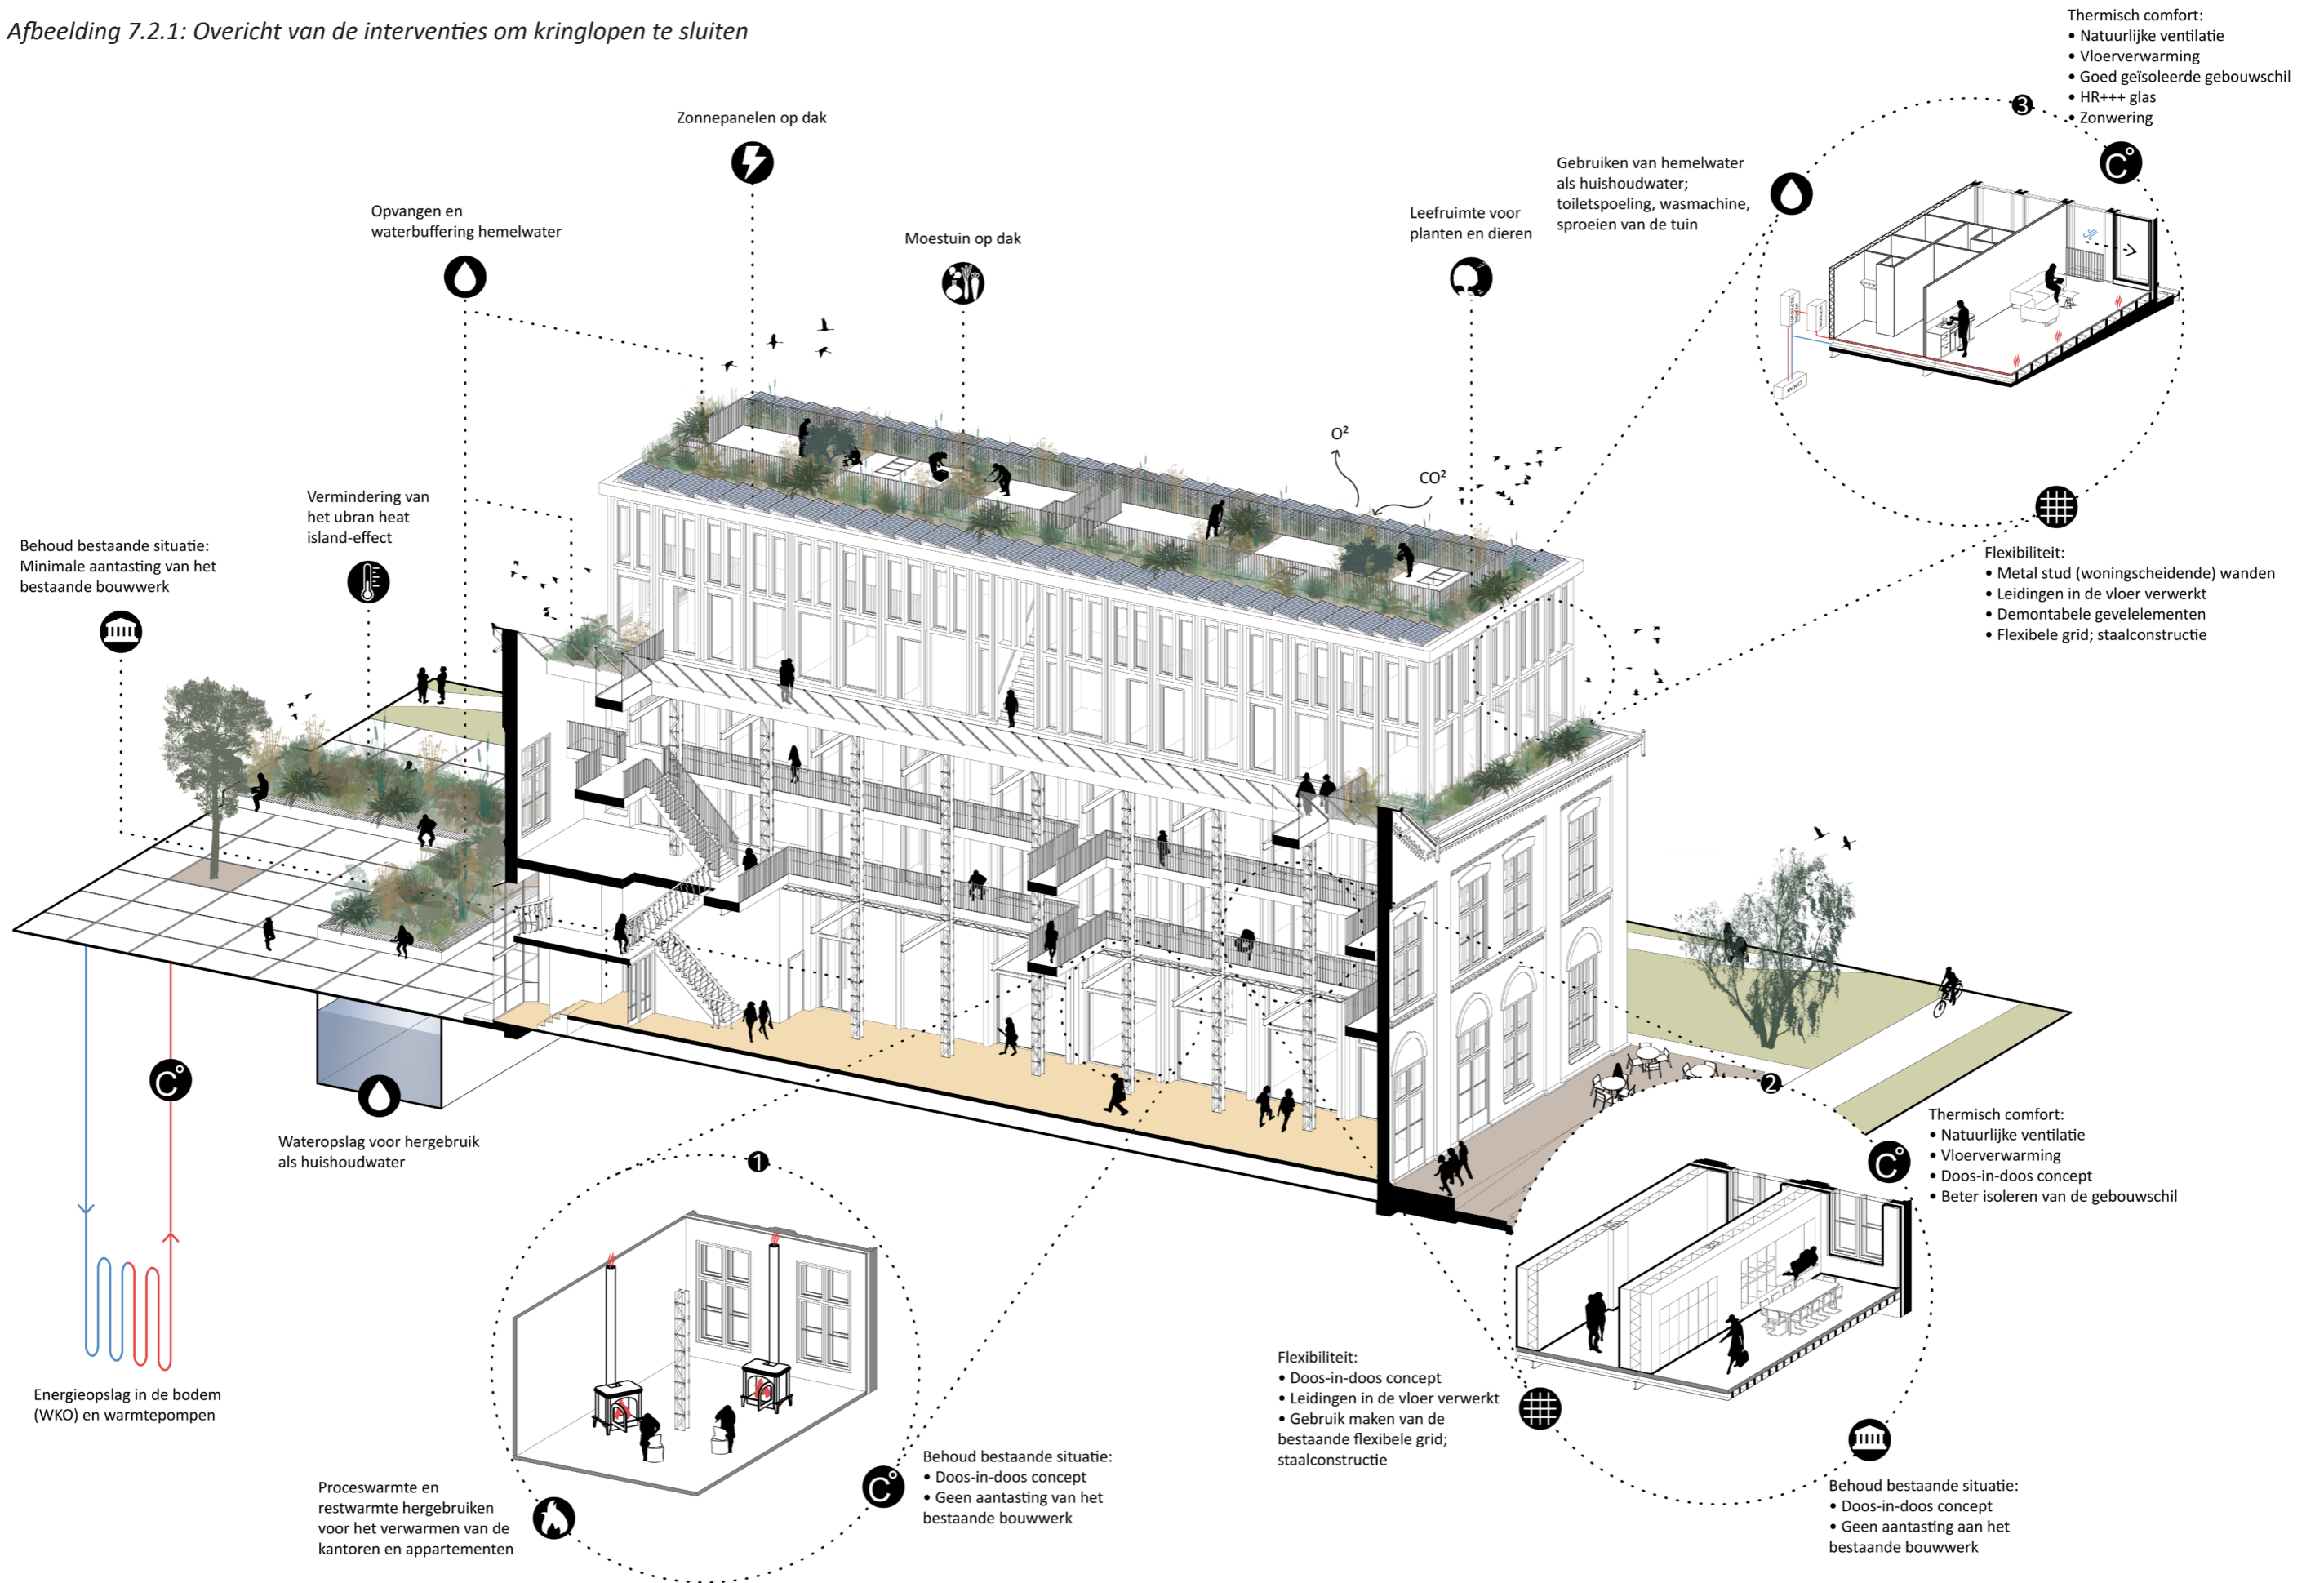 Afbeelding 7.2.1: Overicht van de interventies om kringlopen te sluiten
Thermisch comfort:
• Natuurlijke ventilatie
• Vloerverwarming
• Goed geïsoleerde gebouwschil
• HR+++ glas
• Zonwering
3
C°
Zonnepanelen op dak
Gebruiken van hemelwater
als huishoudwater;
toiletspoeling, wasmachine,
sproeien van de tuin
Opvangen en
waterbuffering hemelwater
Moestuin op dak
Leefruimte voor
planten en dieren
WKO
O²
CO²
Vermindering van
het ubran heat
island-effect
Behoud bestaande situatie:
Minimale aantasting van het
bestaande bouwwerk
Flexibiliteit:
• Metal stud (woningscheidende) wanden
• Leidingen in de vloer verwerkt
• Demontabele gevelelementen
• Flexibele grid; staalconstructie
C°
Wateropslag voor hergebruik
als huishoudwater
Energieopslag in de bodem
(WKO) en warmtepompen
1
Proceswarmte en
restwarmte hergebruiken
voor het verwarmen van de
kantoren en appartementen
C°
Behoud bestaande situatie:
• Doos-in-doos concept
• Geen aantasting van het
bestaande bouwwerk
2
Thermisch comfort:
• Natuurlijke ventilatie
• Vloerverwarming
• Doos-in-doos concept
• Beter isoleren van de gebouwschil
C°
Flexibiliteit:
• Doos-in-doos concept
• Leidingen in de vloer verwerkt
• Gebruik maken van de
bestaande flexibele grid;
staalconstructie
Behoud bestaande situatie:
• Doos-in-doos concept
• Geen aantasting aan het
bestaande bouwwerk